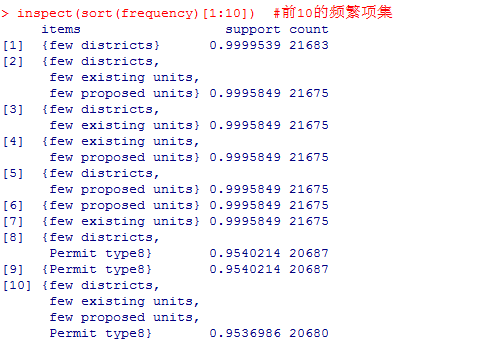 > inspect(sort(frequency)[1:10])  #前10的频繁项集
     items                  support   count
[1]  {few districts}        0.9999539 21683
[2]  {few districts,
      few existing units,
      few proposed units} 0.9995849 21675
[3]  {few districts,
      few existing units} 0.9995849 21675
[4]  {few existing units,
      few proposed units} 0.9995849 21675
[5]  {few districts,
      few proposed units} 0.9995849 21675
[6]  {few proposed units} 0.9995849 21675
[7]  {few existing units} 0.9995849 21675
[8]  {few districts,
      Permit type8}         0.9540214 20687
[9]  {Permit type8}         0.9540214 20687
[10] {few districts,
      few existing units,
      few proposed units,
      Permit type8}         0.9536986 20680